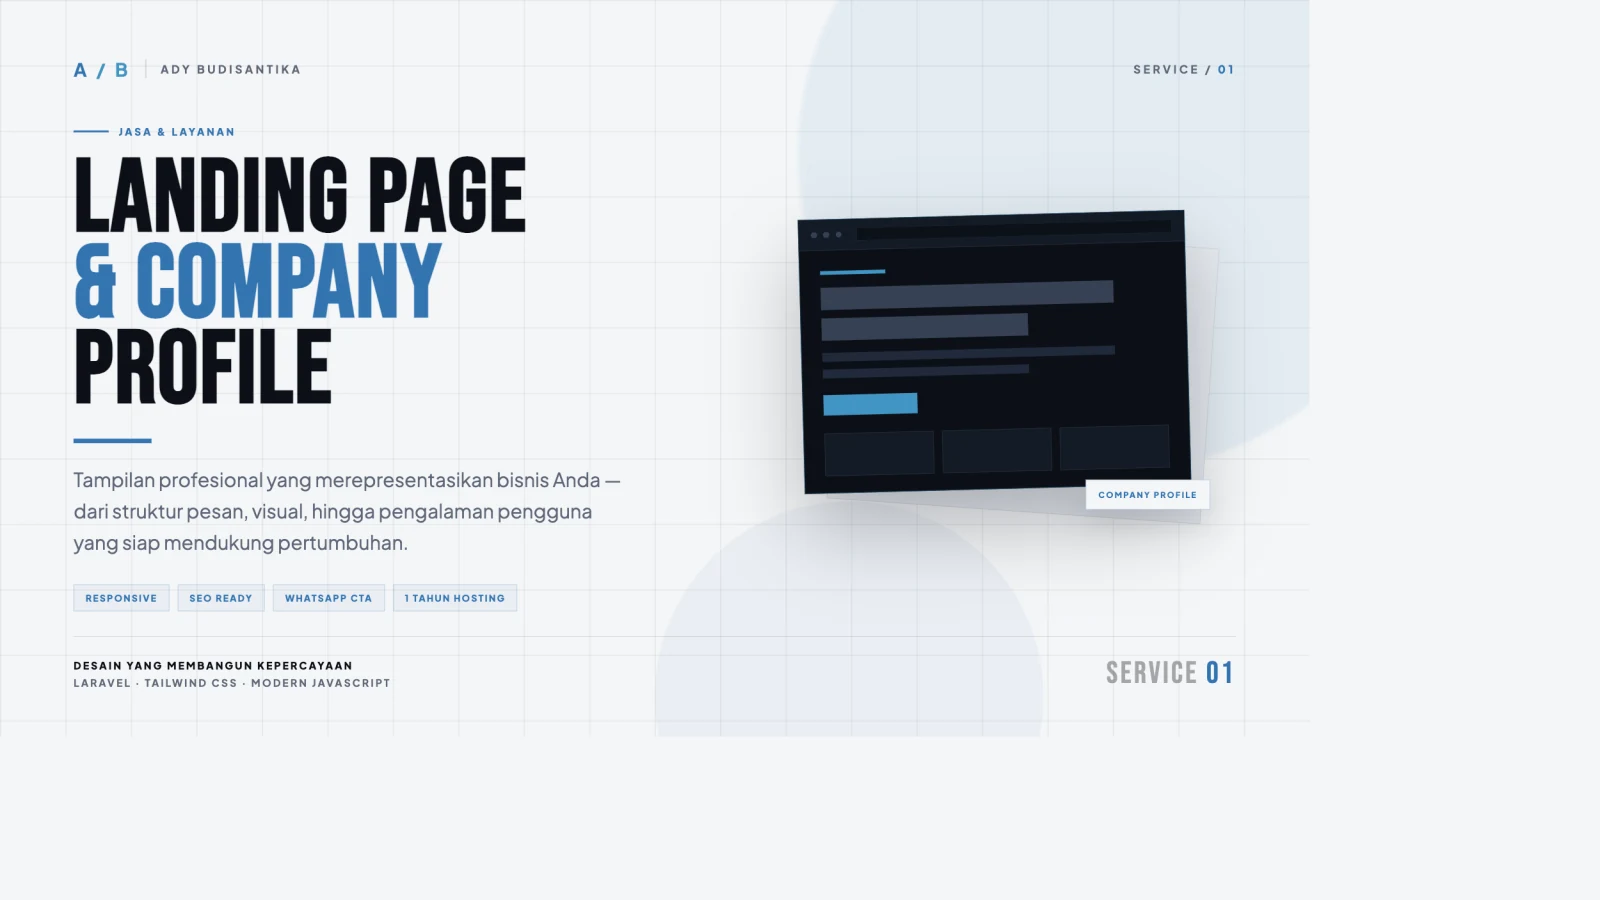 A / B
ADY BUDISANTIKA
SERVICE / 01
JASA & LAYANAN
LANDING PAGE
& COMPANY
PROFILE
Tampilan profesional yang merepresentasikan bisnis Anda —
dari struktur pesan, visual, hingga pengalaman pengguna
yang siap mendukung pertumbuhan.
RESPONSIVE
SEO READY
WHATSAPP CTA
1 TAHUN HOSTING
COMPANY PROFILE
DESAIN YANG MEMBANGUN KEPERCAYAAN
LARAVEL · TAILWIND CSS · MODERN JAVASCRIPT
SERVICE 01